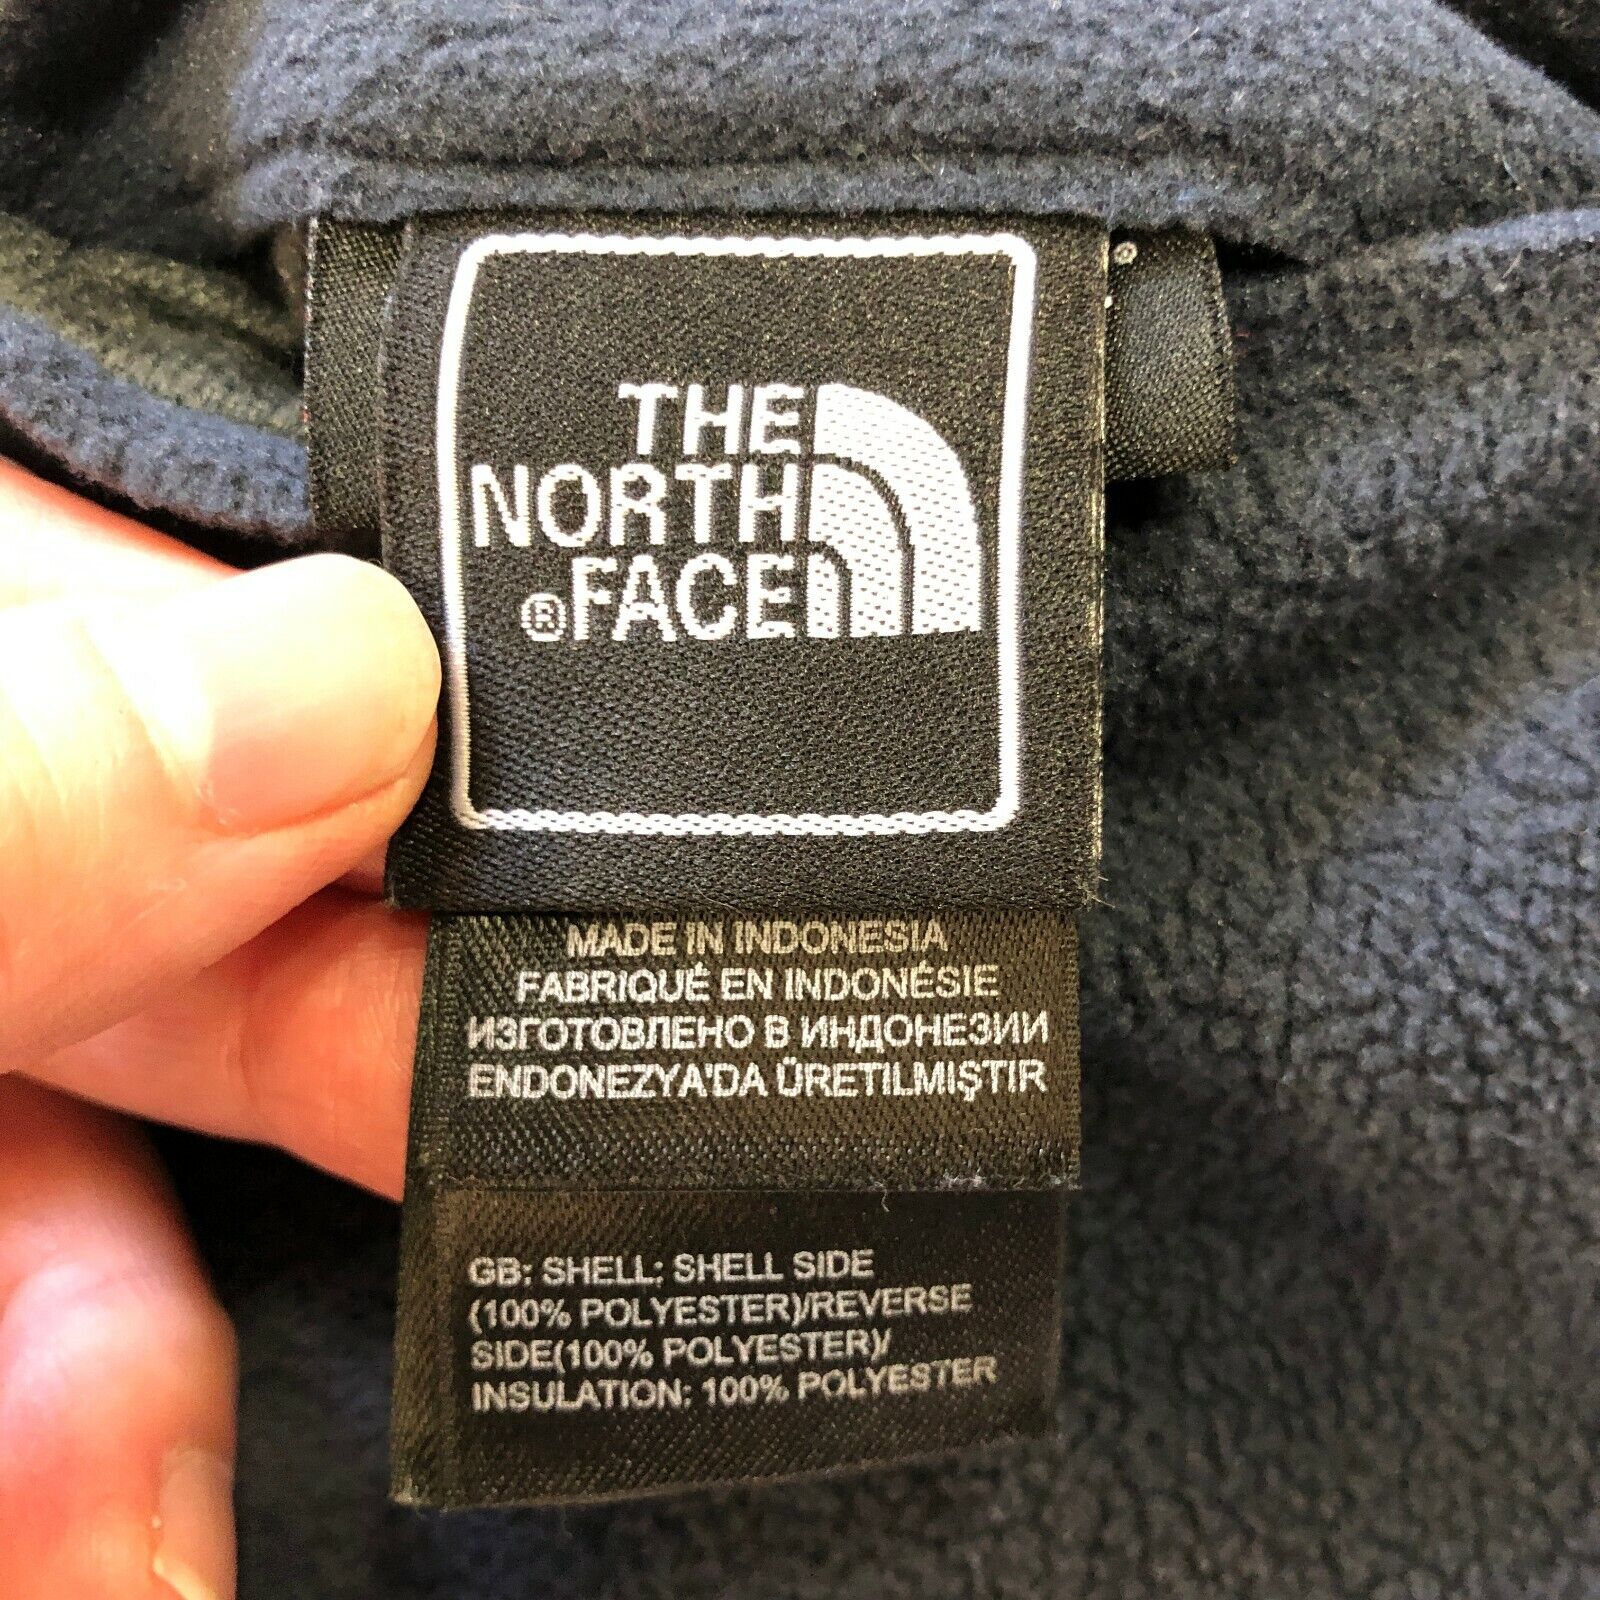 THE
NORTH
®FACE
MADE IN INDONESIA
FABRIQUÉ EN INDONÉSIE
ИЗГОТОВЛЕНО В ИНДОНЕЗИИ
ENDONEZYA'DA ÜRETILMIŞTIR
GB: SHELL: SHELL SIDE
(100% POLYESTER)/REVERSE
SIDE(100% POLYESTER)/
INSULATION: 100% POLYESTER